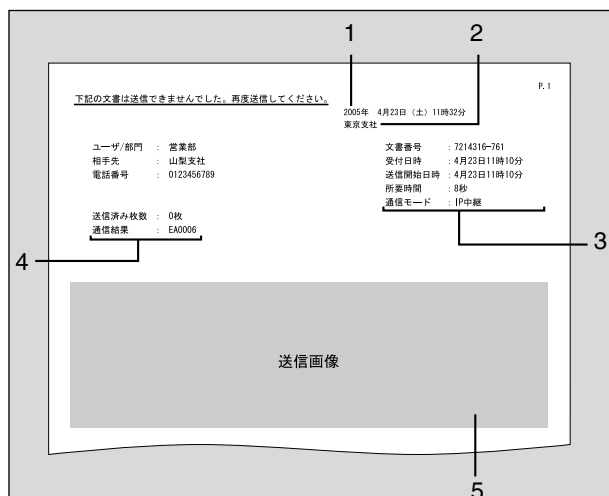 1 2
P. 1
下記の文書は送信できませんでした。再度送信してください。
2005年 4月23日（土）11時32分
東京支社
ユーザ/部門 : 営業部
相手先 : 山梨支社
電話番号 : 0123456789
文書番号 : 7214316-761
受付日時 : 4月23日11時10分
送信開始日時 : 4月23日11時10分
所要時間 : 8秒
通信モード : IP中継
送信済み枚数 : 0枚
通信結果 : EA0006
3
4
送信画像
5